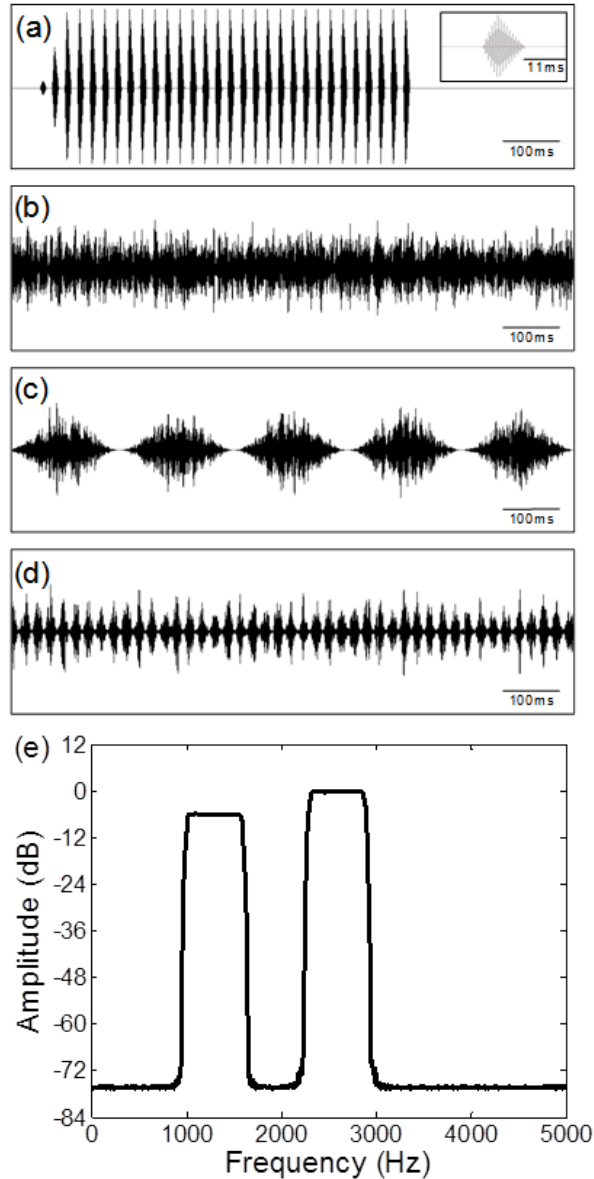 (a)
11ms
100ms
(b)
100ms
(c)
100ms
(d)
100ms
(e)
12
0
-12
-24
-36
-48
-60
-72
-84
Amplitude (dB)
0 1000 2000 3000 4000 5000
Frequency (Hz)